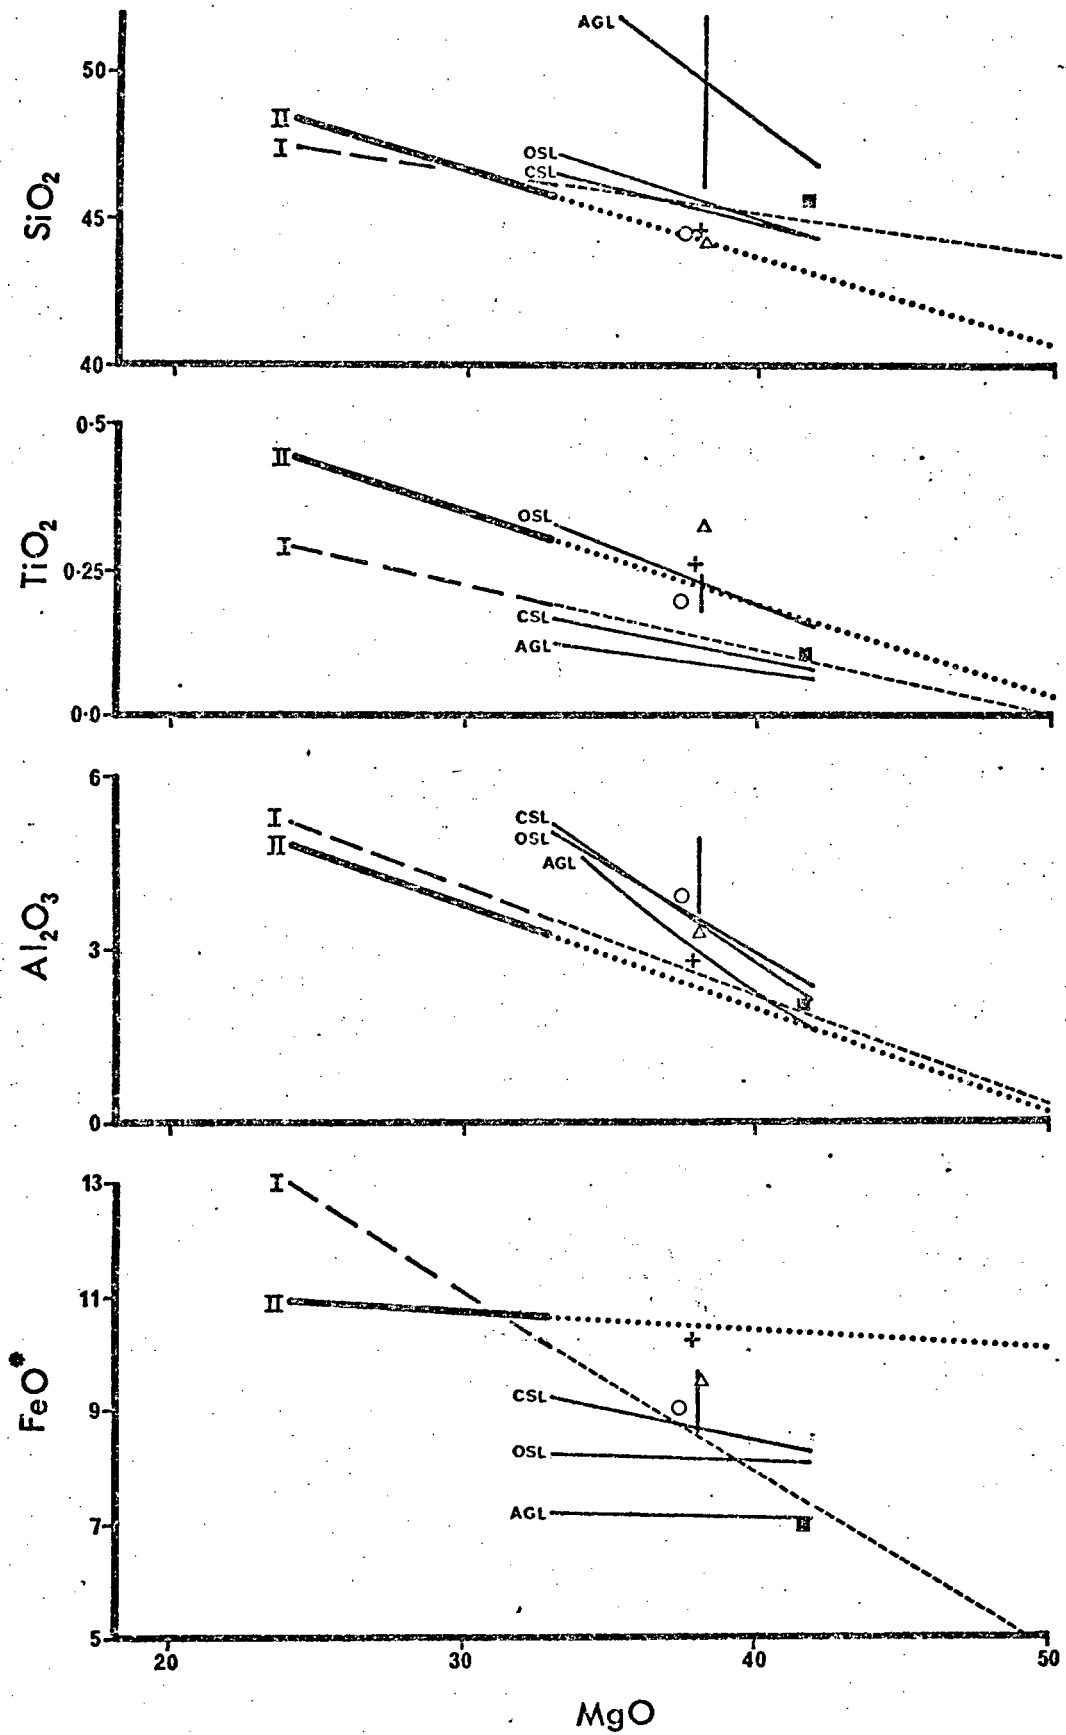 AGL
50
II
I
OSL
CSL
SiO2
45
40
0·5
II
OSL
I
TiO2
0·25
CSL
AGL
0·0
6
CSL
I
OSL
II
AGL
Al2O3
3
0
13
I
11
II
FeO*
CSL
9
OSL
AGL
7
5
20 30 40 50
MgO